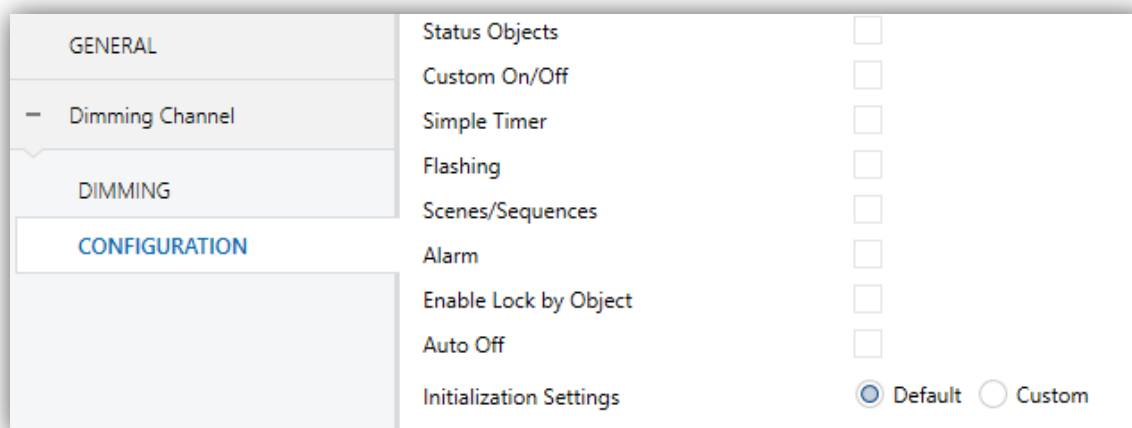 GENERAL
Dimming Channel
DIMMING
CONFIGURATION
Status Objects
Custom On/Off
Simple Timer
Flashing
Scenes/Sequences
Alarm
Enable Lock by Object
Auto Off
Initialization Settings Default Custom